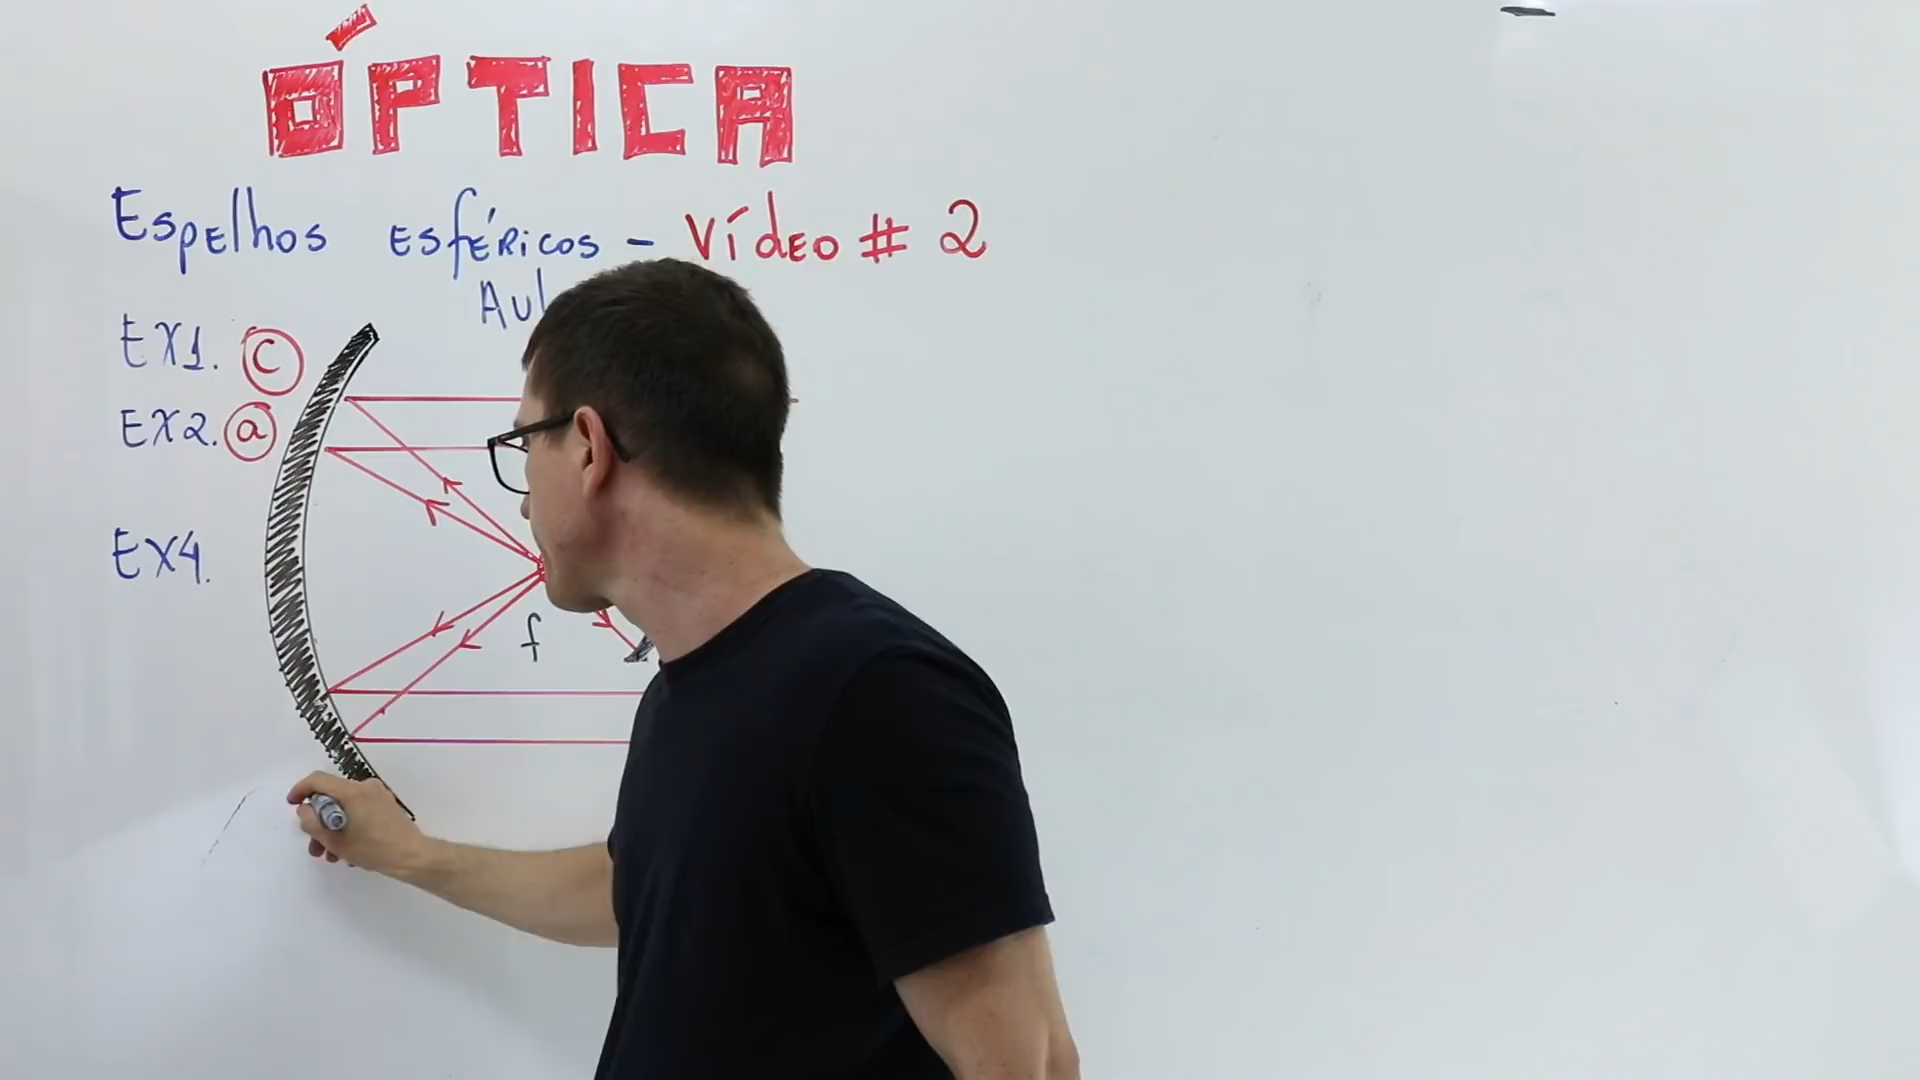 ÓPTICA
Espelhos esféricos - Vídeo # 2
EX1. C
EX2. a
EX4.
f